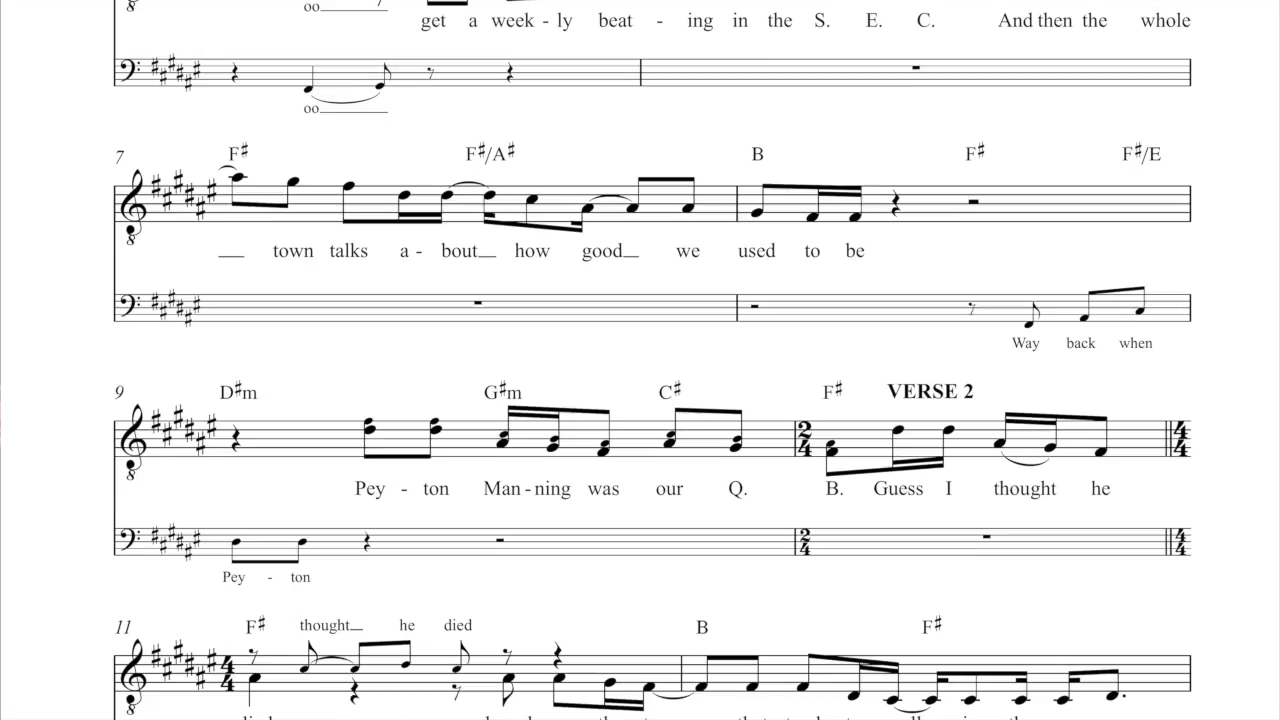 oo
get a week - ly beat - ing in the S. E. C. And then the whole
oo
7 F♯ F♯/A♯ B F♯ F♯/E
town talks a - bout how good we used to be
Way back when
9 D♯m G♯m C♯ F♯ VERSE 2
Pey - ton Man - ning was our Q. B. Guess I thought he
Pey - ton
11 F♯ thought he died B F♯